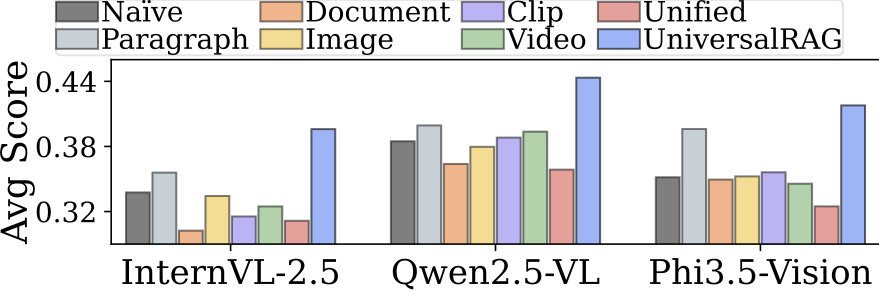 Naïve Document Clip Unified
Paragraph Image Video UniversalRAG
Avg Score
0.44
0.38
0.32
InternVL-2.5 Qwen2.5-VL Phi3.5-Vision